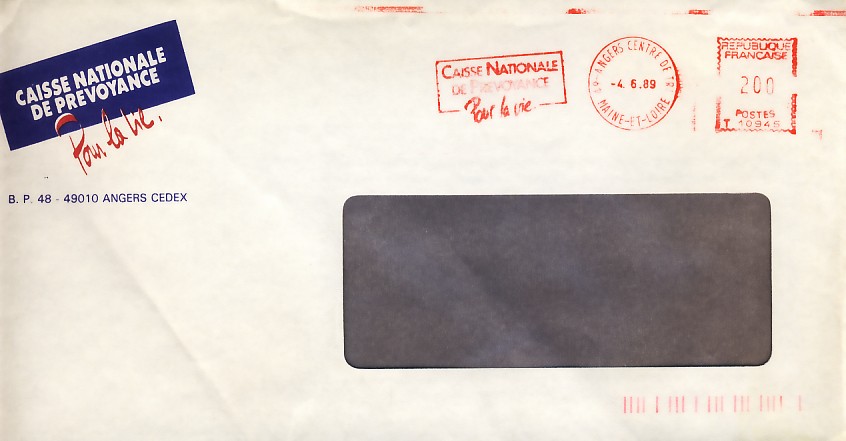 CAISSE NATIONALE
DE PREVOYANCE
Pour la vie.
B. P. 48 - 49010 ANGERS CEDEX
CAISSE NATIONALE
DE PREVOYANCE
Pour la vie
49-ANGERS CENTRE DE TRI
-4. 6.89
MAINE-ET-LOIRE
REPUBLIQUE
FRANCAISE
200
POSTES
T 10945